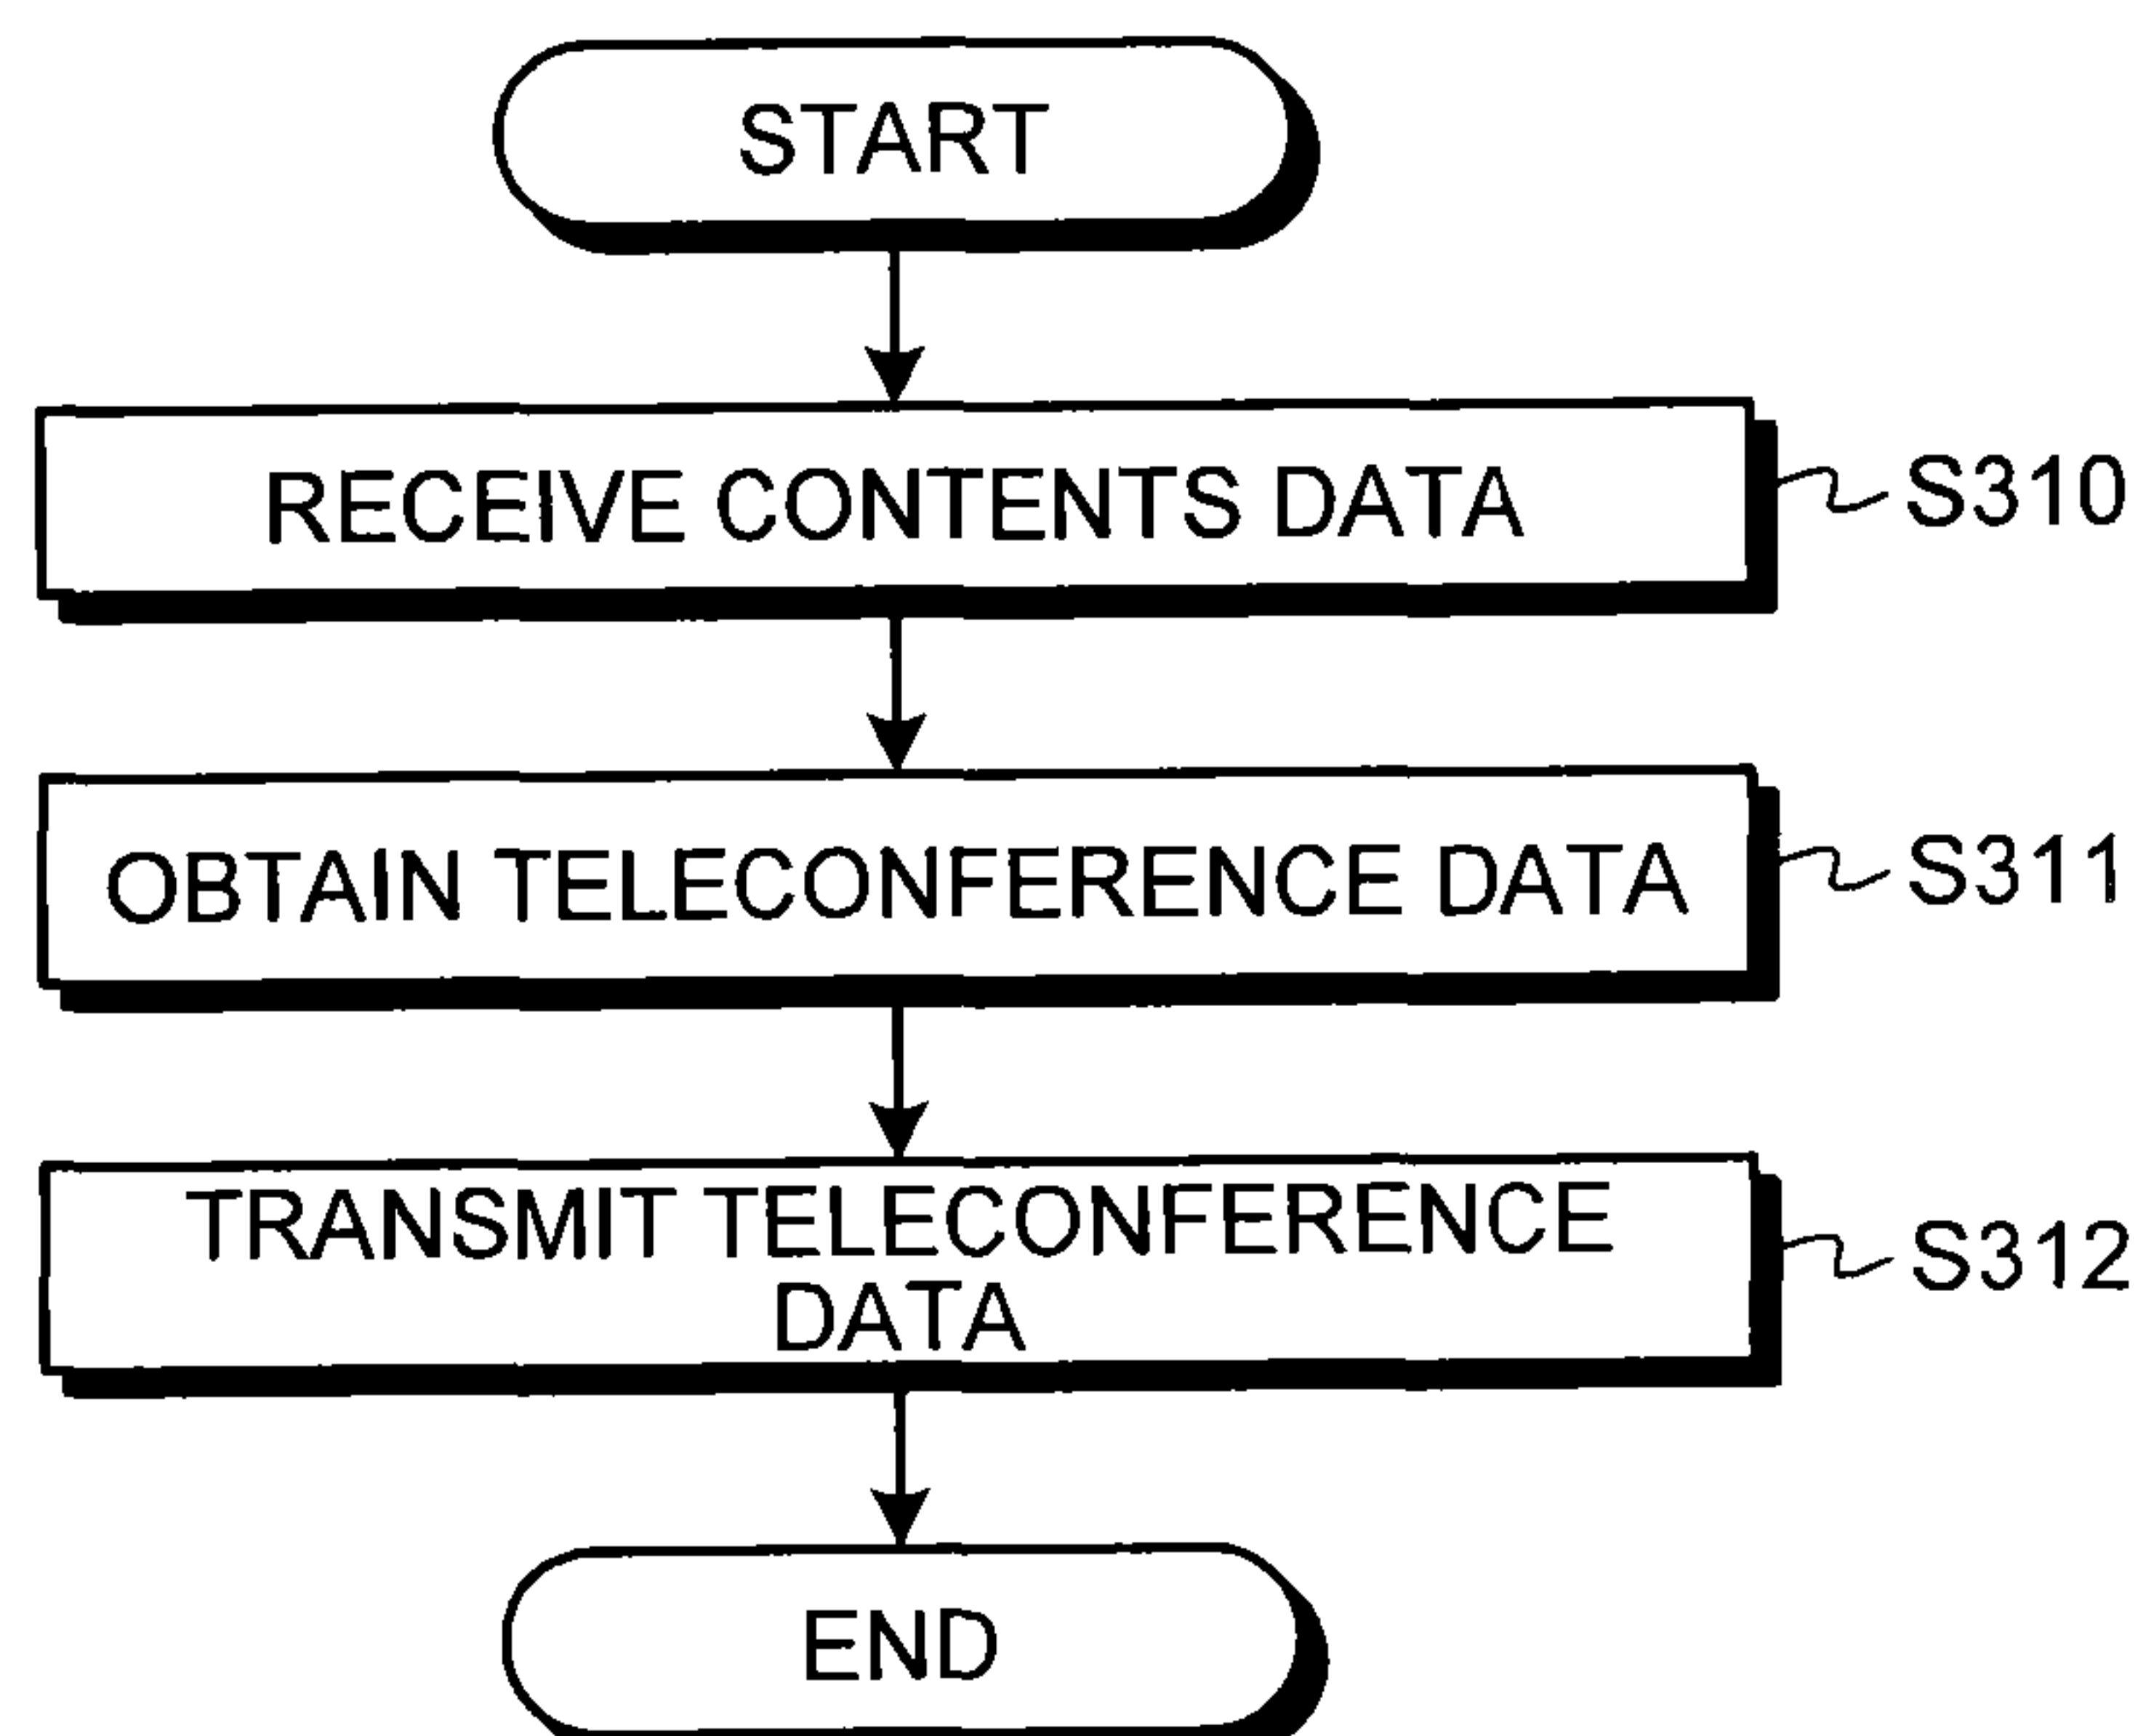 START
RECEIVE CONTENTS DATA
S310
OBTAIN TELECONFERENCE DATA
S311
TRANSMIT TELECONFERENCE
DATA
S312
END